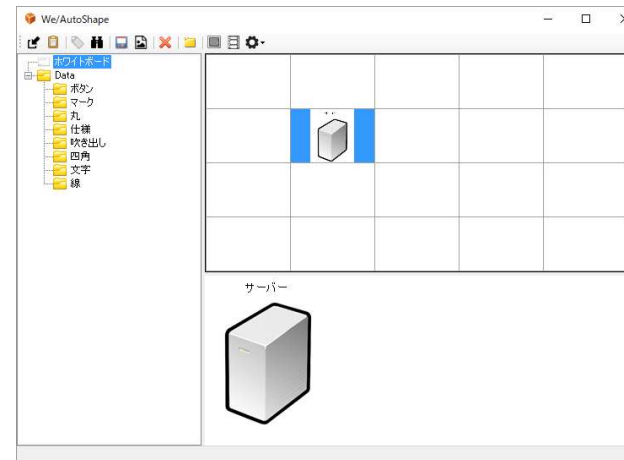 We/AutoShape
ホワイトボード
Data
ボタン
マーク
丸
仕様
吹き出し
四角
文字
線
サーバー